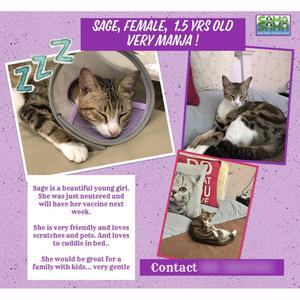 SAGE, FEMALE, 1.5 YRS OLD
VERY MANJA !
ZZZ
Sage is a beautiful young girl.
She was just neutered and
will have her vaccine next
week.
She is very friendly and loves
scratches and pets. And loves
to cuddle in bed..
She would be great for a
family with kids... very gentle
Contact